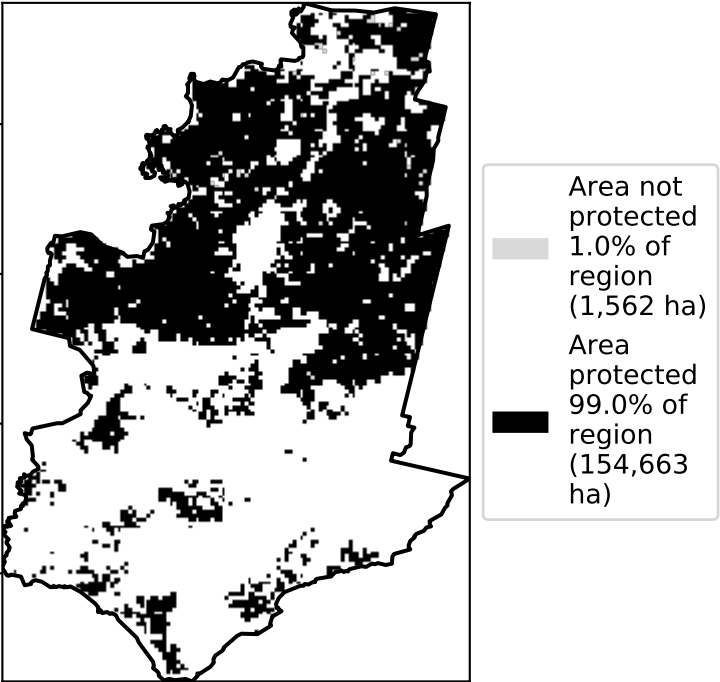 Area not
protected
1.0% of
region
(1,562 ha)
Area
protected
99.0% of
region
(154,663
ha)